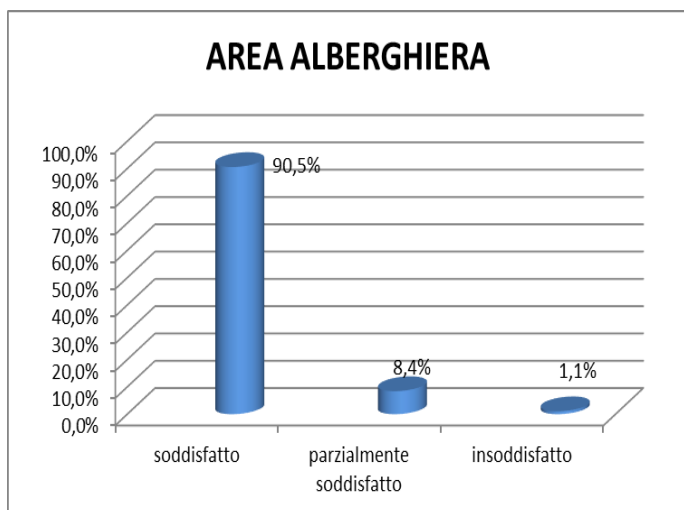 AREA ALBERGHIERA
100,0%
90,0%
80,0%
70,0%
60,0%
50,0%
40,0%
30,0%
20,0%
10,0%
0,0%
90,5%
8,4%
1,1%
soddisfatto
parzialmente
soddisfatto
insoddisfatto